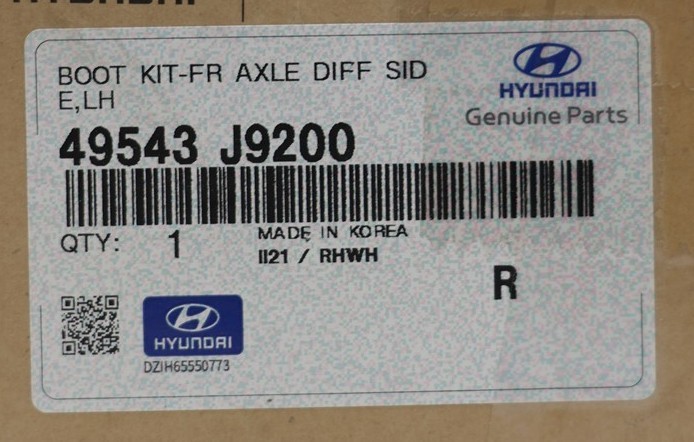 BOOT KIT-FR AXLE DIFF SID
E,LH
HYUNDAI
Genuine Parts
49543 J9200
QTY: 1
MADE IN KOREA
II21 / RHWH
R
HYUNDAI
DZIH65550773